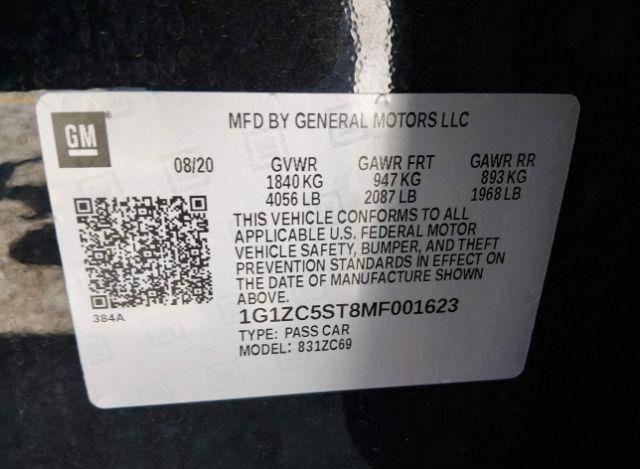 GM
MFD BY GENERAL MOTORS LLC
08/20 GVWR GAWR FRT GAWR RR
1840 KG 947 KG 893 KG
4056 LB 2087 LB 1968 LB
THIS VEHICLE CONFORMS TO ALL
APPLICABLE U.S. FEDERAL MOTOR
VEHICLE SAFETY, BUMPER, AND THEFT
PREVENTION STANDARDS IN EFFECT ON
THE DATE OF MANUFACTURE SHOWN
ABOVE.
384A
1G1ZC5ST8MF001623
TYPE: PASS CAR
MODEL: 831ZC69